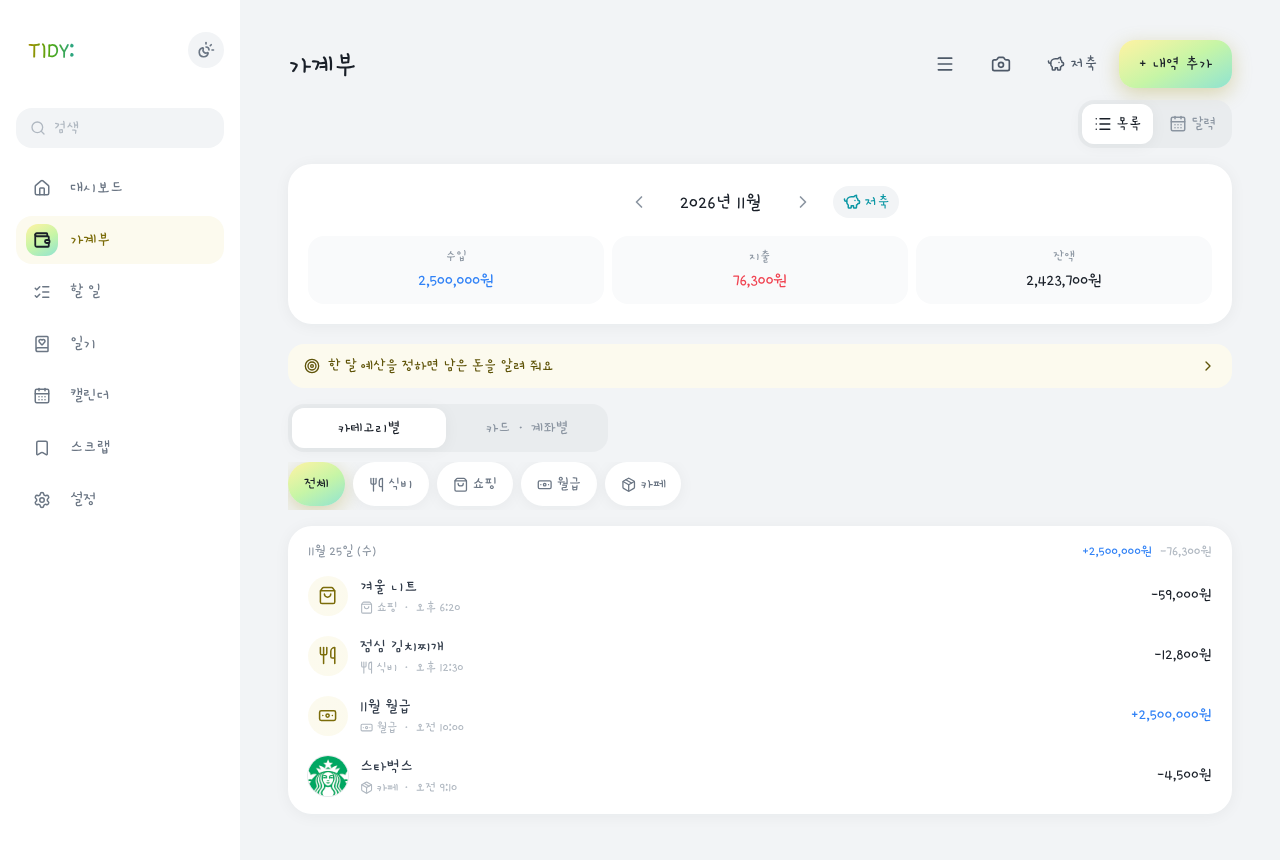 TIDY:
검색
대시보드
가계부
할 일
일기
캘린더
스크랩
설정
가계부
저축
+ 내역 추가
목록
달력
2026년 11월
저축
수입
2,500,000원
지출
76,300원
잔액
2,423,700원
한 달 예산을 정하면 남은 돈을 알려 줘요
카테고리별
카드 · 계좌별
전체
식비
쇼핑
월급
카페
11월 25일 (수)
+2,500,000원 -76,300원
겨울 니트
쇼핑 · 오후 6:20
-59,000원
점심 김치찌개
식비 · 오후 12:30
-12,800원
11월 월급
월급 · 오전 10:00
+2,500,000원
스타벅스
카페 · 오전 9:10
-4,500원